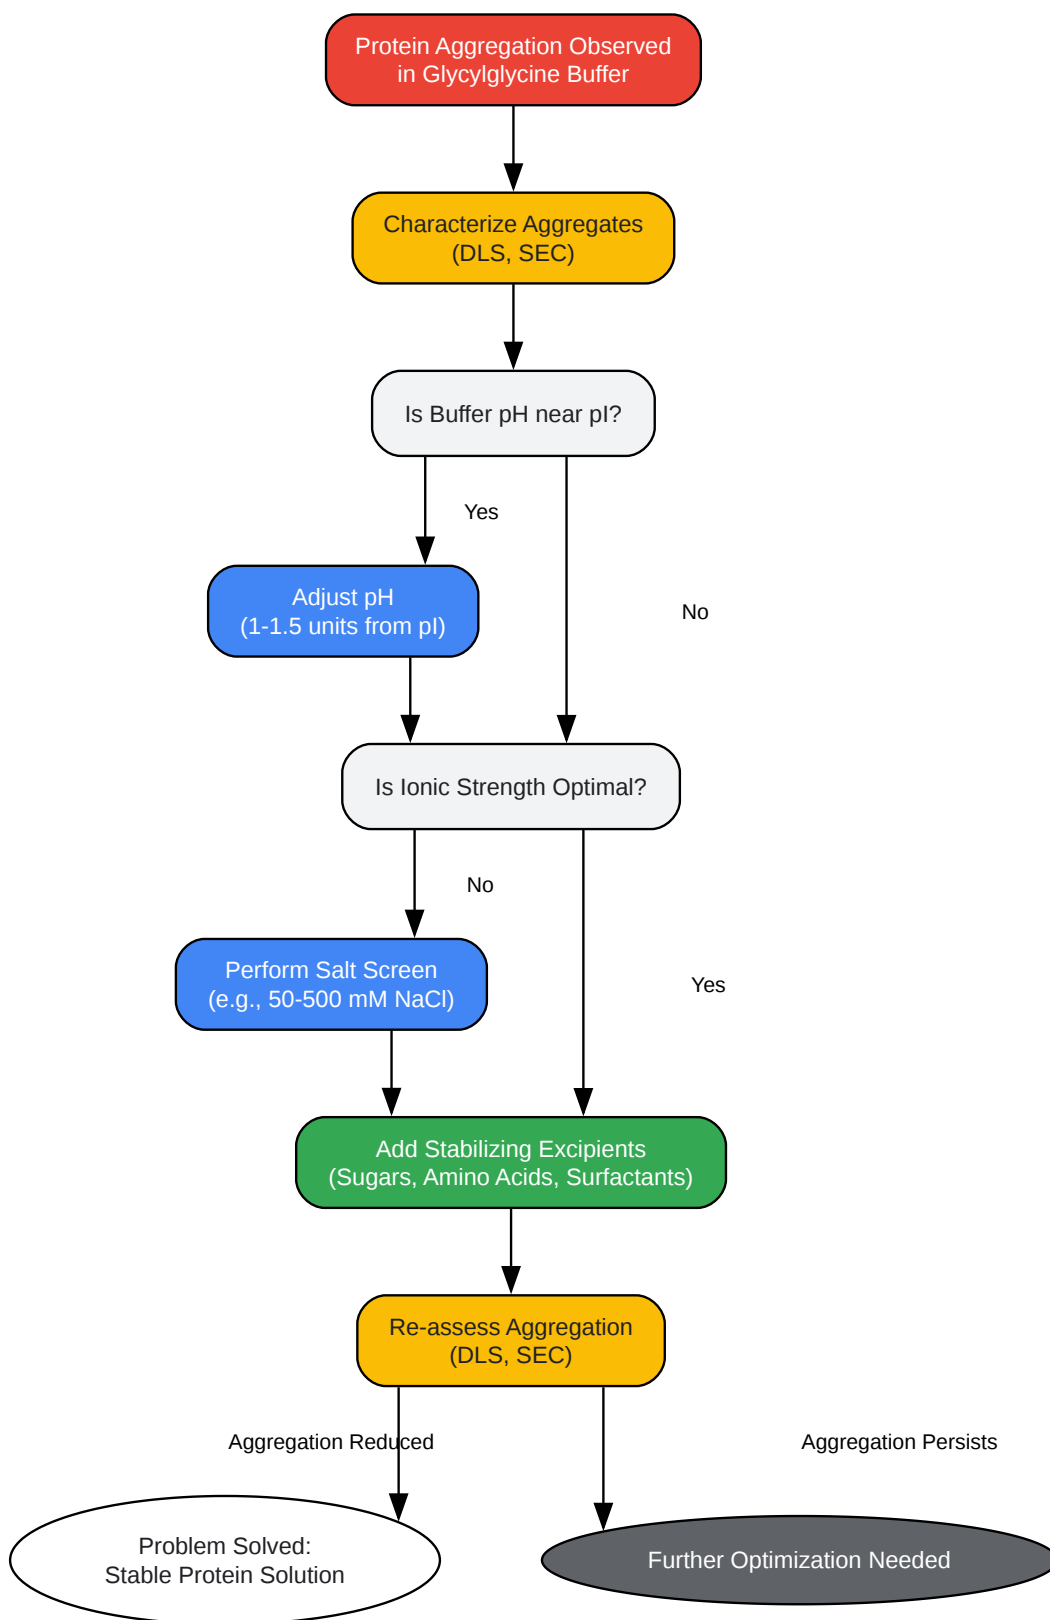 Protein Aggregation Observed
in Glycylglycine Buffer
Characterize Aggregates
(DLS, SEC)
Is Buffer pH near pI?
Yes
Adjust pH
(1-1.5 units from pI)
No
Is Ionic Strength Optimal?
No
Perform Salt Screen
(e.g., 50-500 mM NaCl)
Yes
Add Stabilizing Excipients
(Sugars, Amino Acids, Surfactants)
Re-assess Aggregation
(DLS, SEC)
Aggregation Reduced
Aggregation Persists
Problem Solved:
Stable Protein Solution
Further Optimization Needed